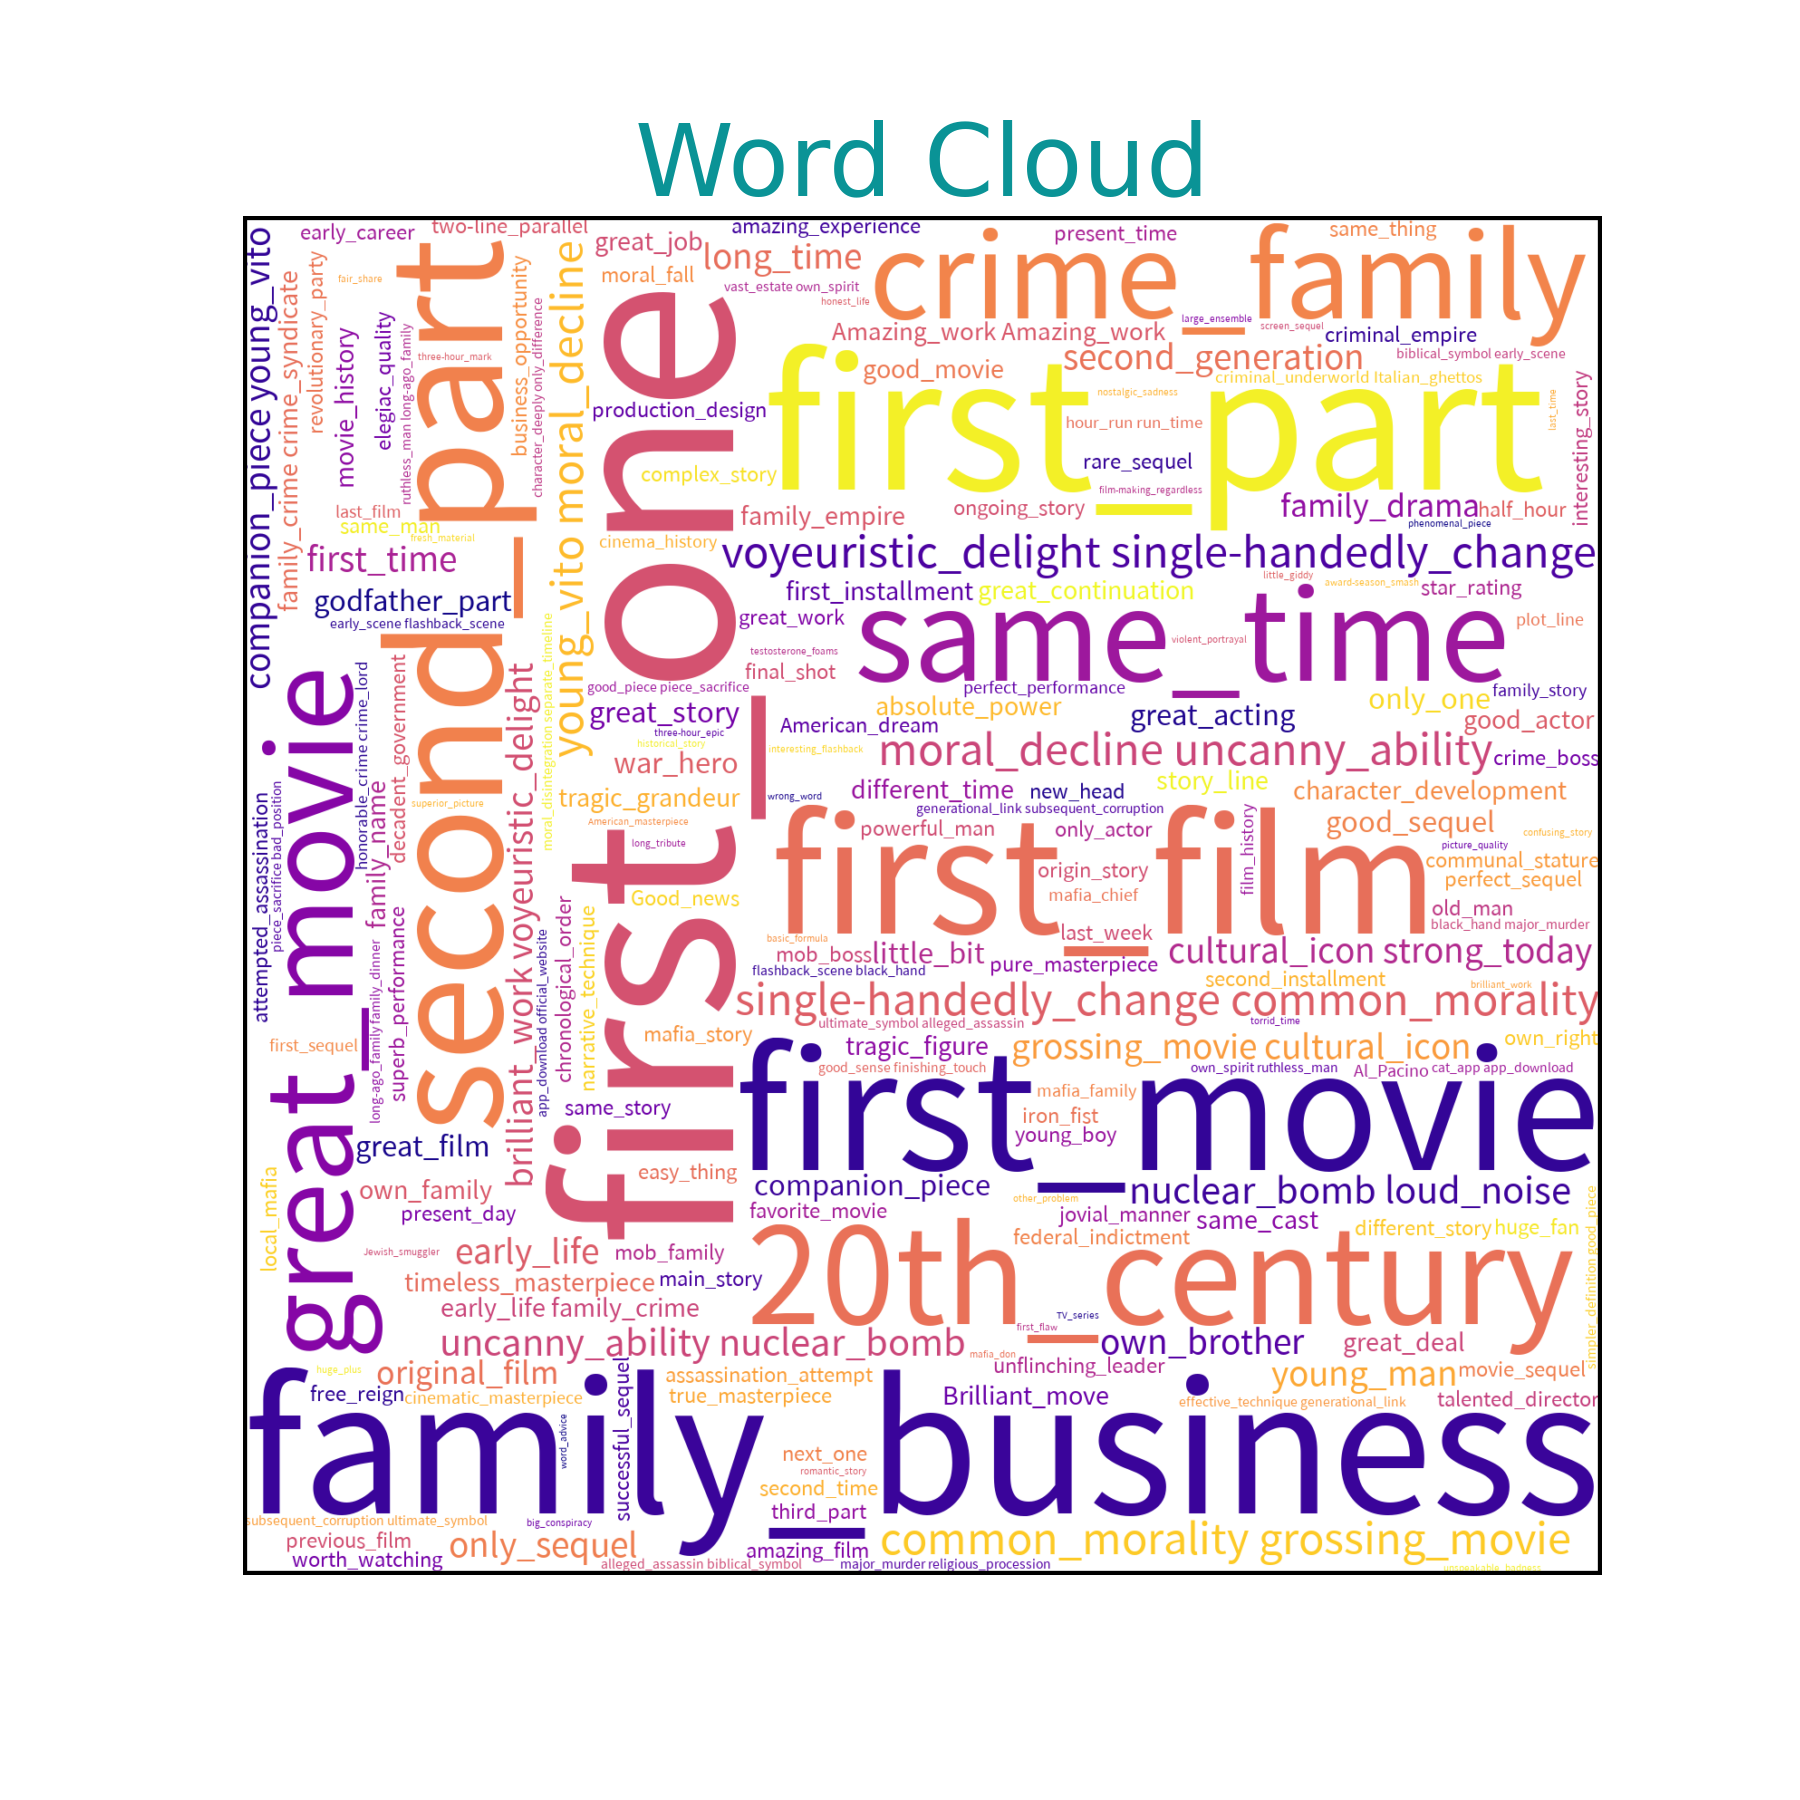 Word Cloud
early_career
two-line_parallel
great_job
long_time
amazing_experience
present_time
same_thing
crime_family
fair_share
moral_fall
vast_estate own_spirit
honest_life
large_ensemble
screen_sequel
criminal_empire
Amazing_work Amazing_work
companion_piece young_vito
family_crime crime_syndicate
revolutionary_party
movie_history
elegiac_quality
ruthless_man long-ago_family
three-hour_mark
second_part
business_opportunity
character_deeply only_difference
young_vito moral_decline
first_one
good_movie
second_generation
biblical_symbol early_scene
criminal_underworld Italian_ghettos
first_part
nostalgic_sadness
last_time
interesting_story
production_design
hour_run run_time
complex_story
rare_sequel
film-making_regardless
last_film
same_man
fresh_material
family_empire
ongoing_story
family_drama
half_hour
phenomenal_piece
cinema_history
first_time
voyeuristic_delight single-handedly_change
little_giddy
award-season_smash
star_rating
godfather_part
first_installment
great_continuation
early_scene flashback_scene
great_work
same_time
violent_portrayal
plot_line
testosterone_foams
final_shot
good_piece piece_sacrifice
perfect_performance
family_story
great_story
absolute_power
only_one
great_acting
good_actor
American_dream
three-hour_epic
historical_story
interesting_flashback
moral_decline uncanny_ability
crime_boss
war_hero
great_movie
honorable_crime crime_lord
decadent_government
brilliant_work voyeuristic_delight
moral_disintegration separate_timeline
attempted_assassination
piece_sacrifice bad_position
family_name
superior_picture
tragic_grandeur
wrong_word
different_time
new_head
story_line
character_development
generational_link subsequent_corruption
American_masterpiece
powerful_man
only_actor
good_sequel
confusing_story
long_tribute
first_film
film_history
picture_quality
communal_stature
origin_story
perfect_sequel
mafia_chief
Good_news
old_man
black_hand major_murder
basic_formula
last_week
mob_boss
little_bit
cultural_icon strong_today
flashback_scene black_hand
pure_masterpiece
second_installment
brilliant_work
superb_performance
long-ago_family family_dinner
app_download official_website
chronological_order
narrative_technique
single-handedly_change common_morality
ultimate_symbol alleged_assassin
torrid_time
first_sequel
mafia_story
tragic_figure
grossing_movie cultural_icon
own_right
good_sense finishing_touch
own_spirit ruthless_man
Al_Pacino
cat_app app_download
first_movie
mafia_family
same_story
iron_fist
young_boy
great_film
easy_thing
local_mafia
own_family
companion_piece
other_problem
nuclear_bomb loud_noise
present_day
favorite_movie
jovial_manner
same_cast
different_story
huge_fan
simpler_definition good_piece
Jewish_smuggler
early_life
mob_family
20th_century
federal_indictment
timeless_masterpiece
main_story
early_life family_crime
TV_series
first_flaw
uncanny_ability nuclear_bomb
mafia_don
own_brother
great_deal
unflinching_leader
huge_plus
original_film
assassination_attempt
young_man
movie_sequel
free_reign
cinematic_masterpiece
true_masterpiece
Brilliant_move
effective_technique generational_link
talented_director
family_business
word_advice
successful_sequel
next_one
romantic_story
second_time
third_part
subsequent_corruption ultimate_symbol
big_conspiracy
previous_film
only_sequel
common_morality grossing_movie
worth_watching
amazing_film
alleged_assassin biblical_symbol
major_murder religious_procession